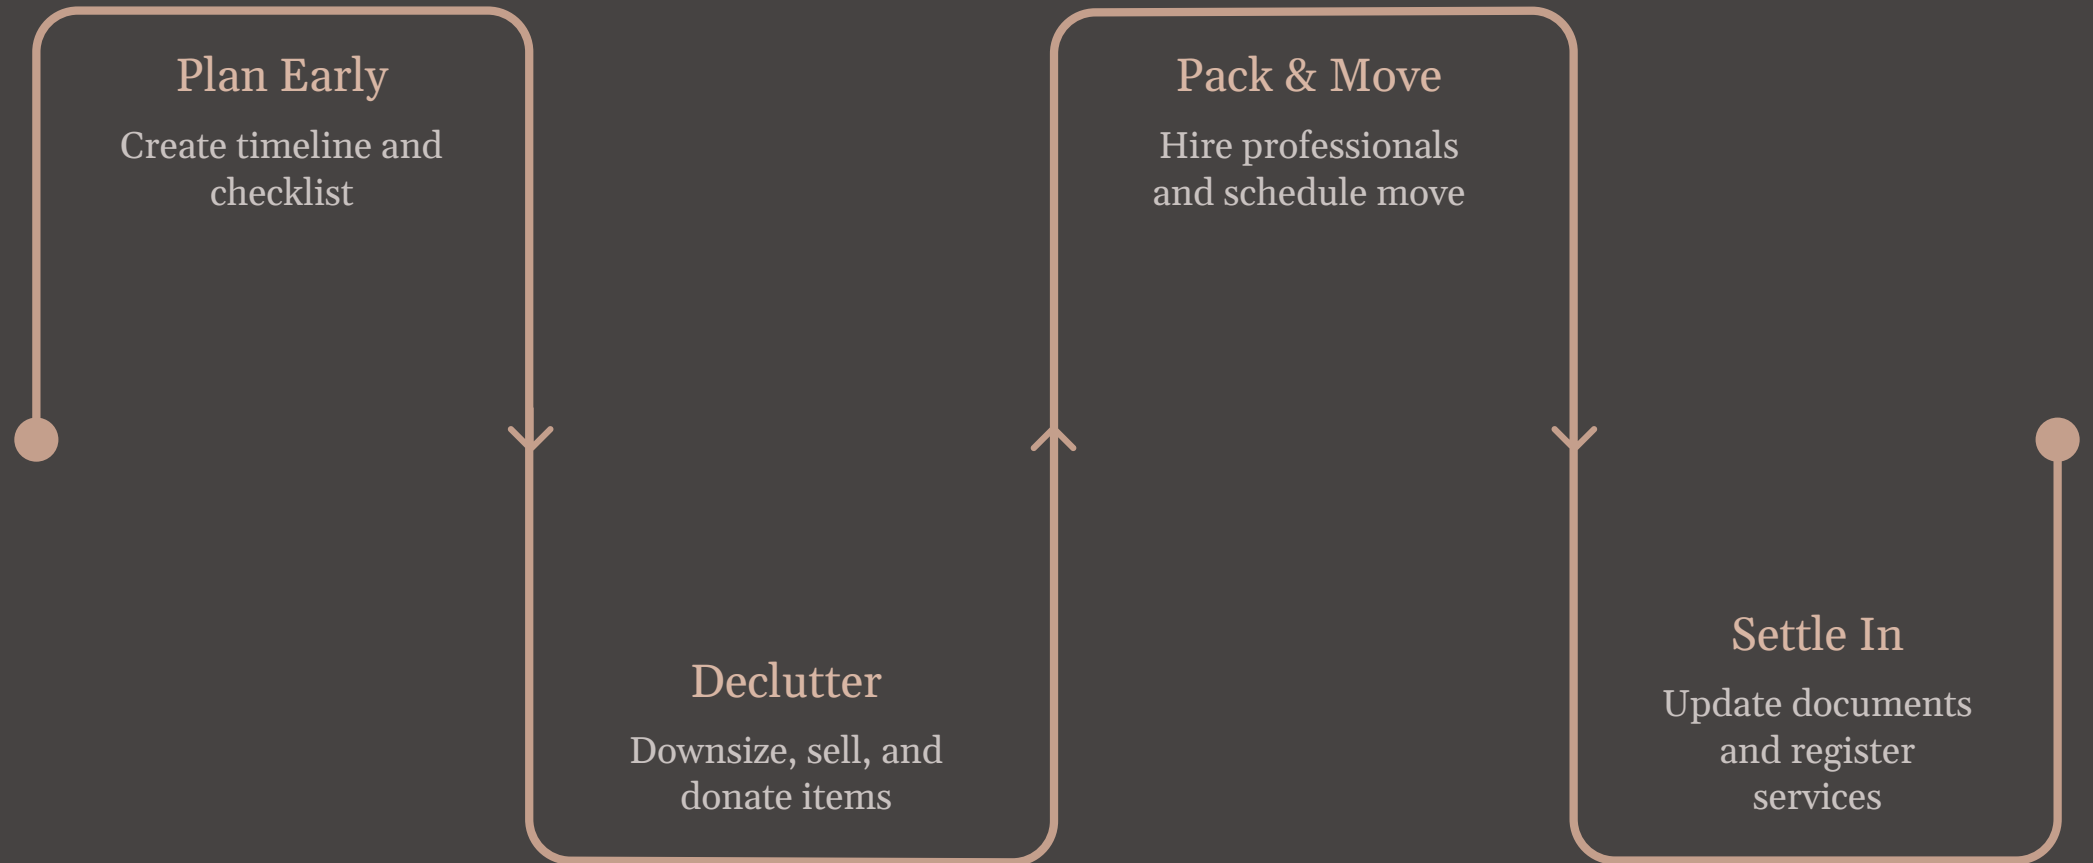 Plan Early
Create timeline and
checklist
Declutter
Downsize, sell, and
donate items
Pack & Move
Hire professionals
and schedule move
Settle In
Update documents
and register
services